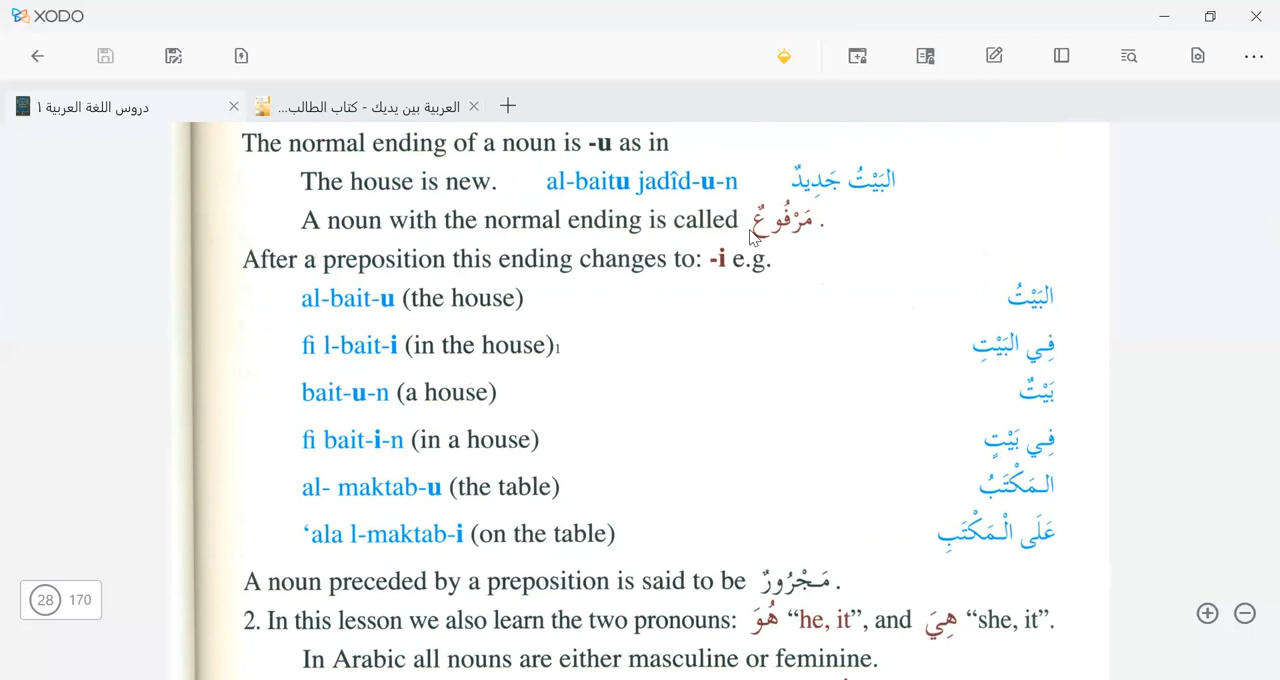 XODO
دروس اللغة العربية ١
العربية بين يديك - كتاب الطالب...
The normal ending of a noun is -u as in
The house is new. al-baitu jadîd-u-n البَيْتُ جَدِيدٌ
A noun with the normal ending is called مَرْفُوعٌ .
After a preposition this ending changes to: -i e.g.
al-bait-u (the house) البَيْتُ
fi l-bait-i (in the house)1 فِي البَيْتِ
bait-u-n (a house) بَيْتٌ
fi bait-i-n (in a house) فِي بَيْتٍ
al- maktab-u (the table) المَكْتَبُ
‘ala l-maktab-i (on the table) عَلَى الْمَكْتَبِ
A noun preceded by a preposition is said to be مَجْرُورٌ .
28 170
2. In this lesson we also learn the two pronouns: هُوَ “he, it”, and هِيَ “she, it”.
In Arabic all nouns are either masculine or feminine.